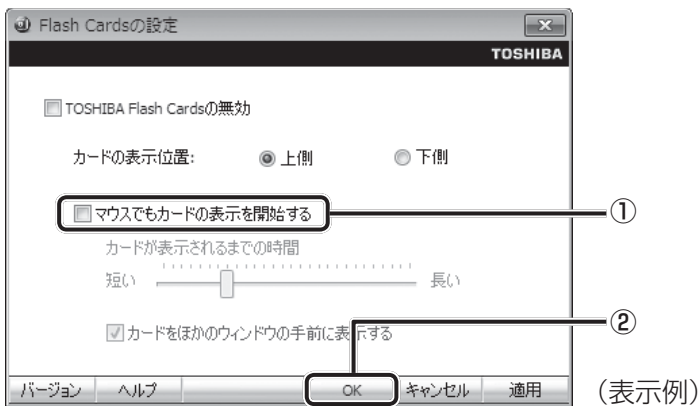 Flash Cardsの設定
TOSHIBA
TOSHIBA Flash Cardsの無効
カードの表示位置: 上側 下側
マウスでもカードの表示を開始する ①
カードが表示されるまでの時間
短い 長い
②
カードをほかのウィンドウの手前に表示する
バージョン ヘルプ OK キャンセル 適用 （表示例）